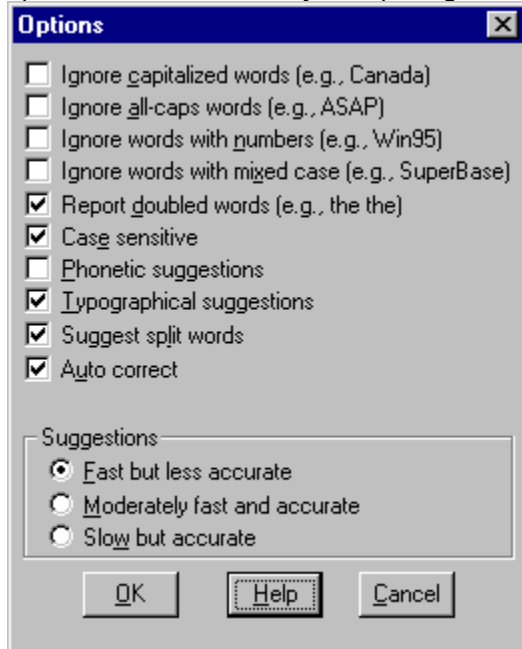 Options
Ignore capitalized words (e.g., Canada)
Ignore all-caps words (e.g., ASAP)
Ignore words with numbers (e.g., Win95)
Ignore words with mixed case (e.g., SuperBase)
Report doubled words (e.g., the the)
Case sensitive
Phonetic suggestions
Typographical suggestions
Suggest split words
Auto correct
Suggestions
Fast but less accurate
Moderately fast and accurate
Slow but accurate
OK Help Cancel